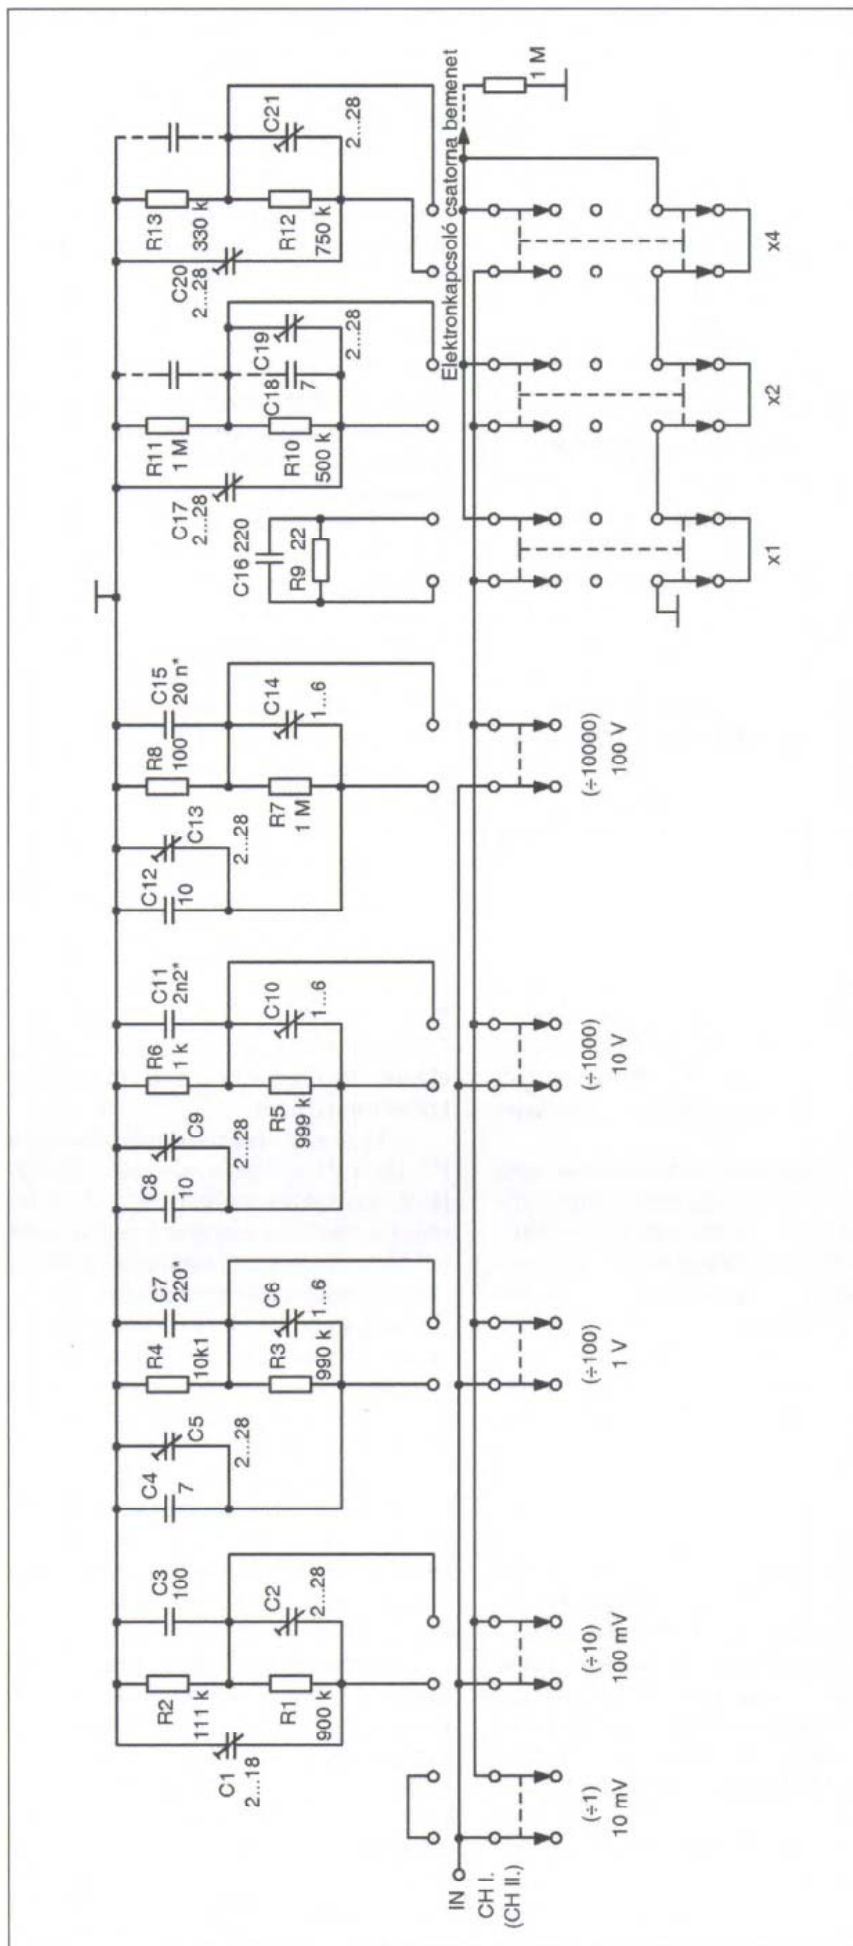 IN
CH I.
(CH II.)
(÷1)
10 mV
C1
2...18
R2
111 k
R1
900 k
C3
100
C2
2...28
(÷10)
100 mV
C4
7
C5
2...28
R4
10k1
R3
990 k
C7
220*
C6
1...6
(÷100)
1 V
C8
10
C9
2...28
R6
1 k
R5
999 k
C11
2n2*
C10
1...6
(÷1000)
10 V
C12
10
C13
2...28
R8
100
R7
1 M
C15
20 n*
C14
1...6
(÷10000)
100 V
C16 220
R9 22
x1
C17
2...28
R11
1 M
R10
500 k
C18
7
C19
2...28
x2
C20
2...28
R13
330 k
R12
750 k
C21
2...28
x4
Elektronkapcsoló csatorna bemenet
1 M